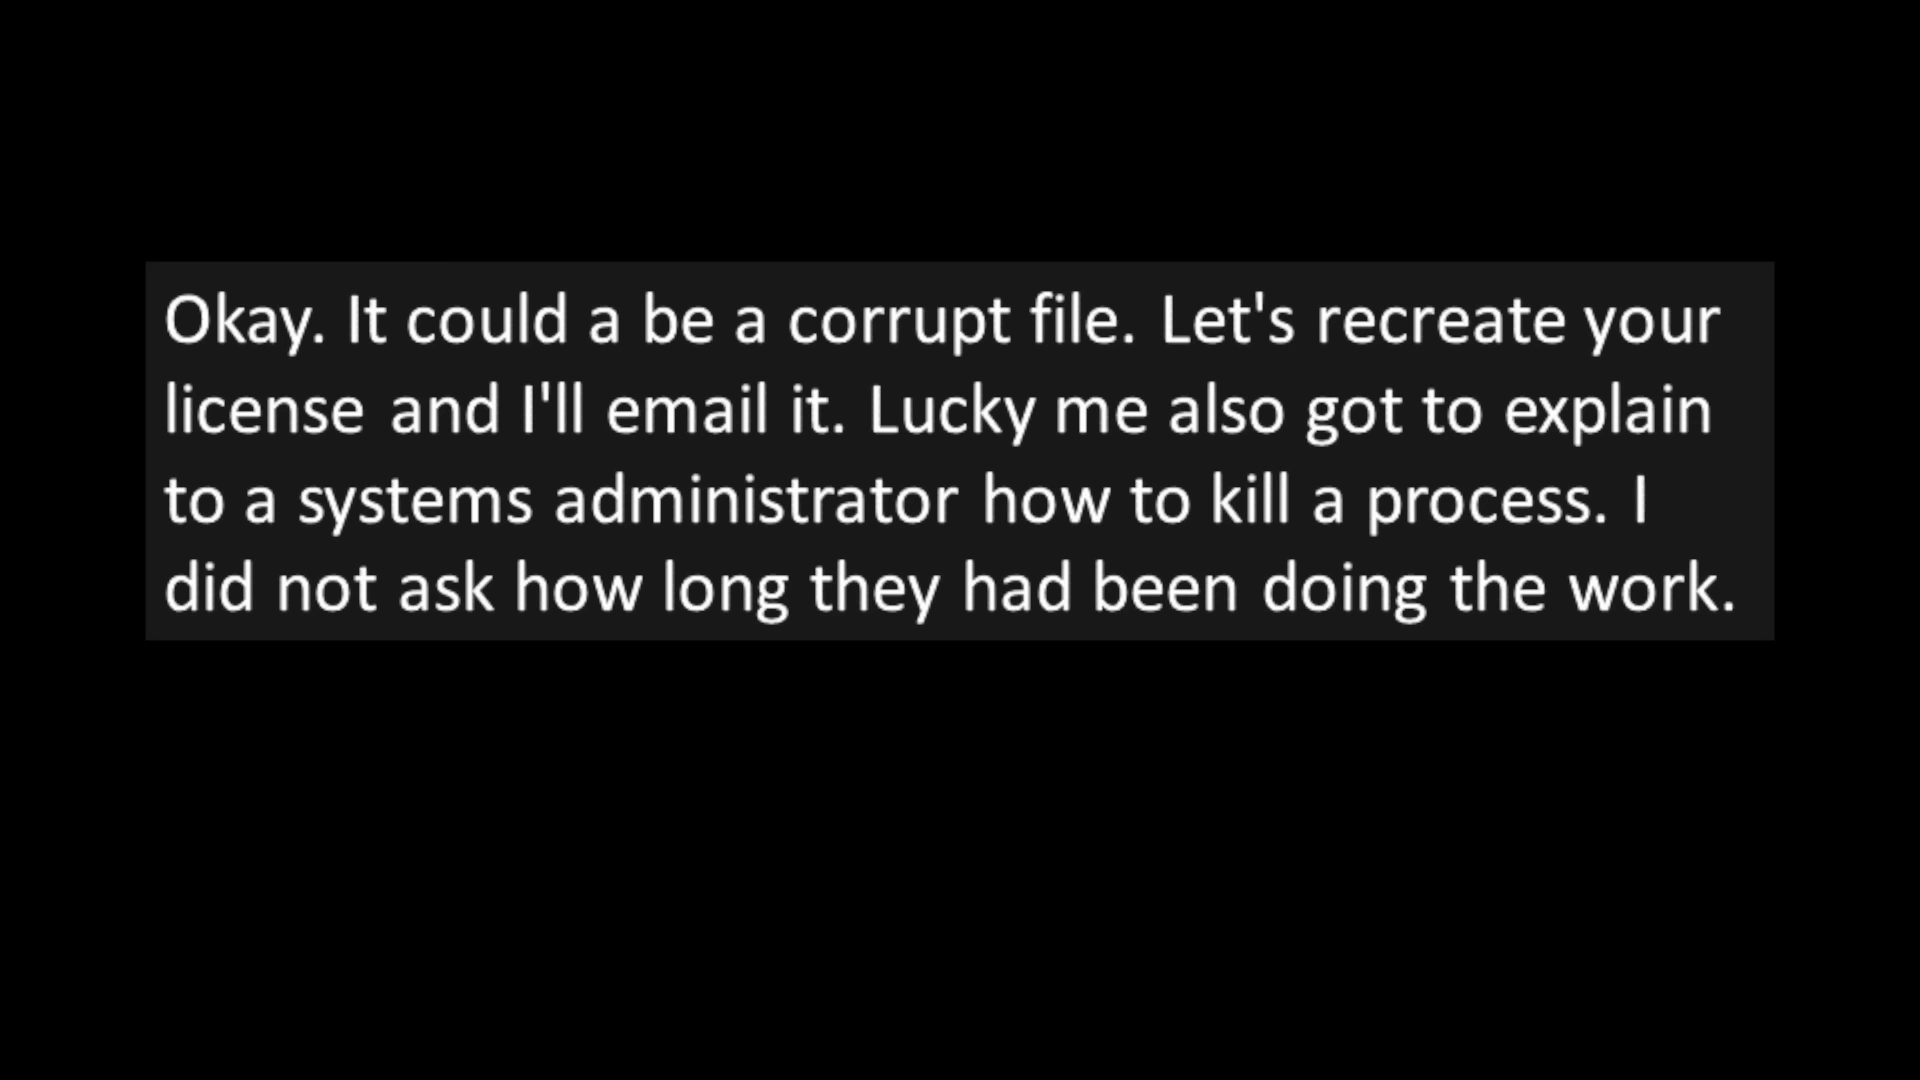 Okay. It could a be a corrupt file. Let's recreate your
license and I'll email it. Lucky me also got to explain
to a systems administrator how to kill a process. I
did not ask how long they had been doing the work.